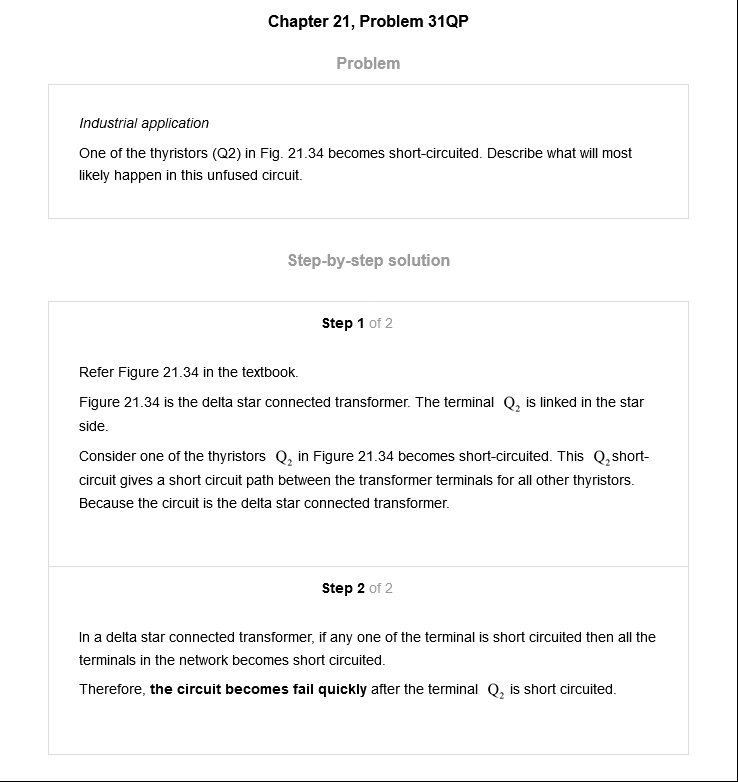 Chapter 21, Problem 31QP
Problem
Industrial application
One of the thyristors (Q2) in Fig. 21.34 becomes short-circuited. Describe what will most
likely happen in this unfused circuit.
Step-by-step solution
Step 1 of 2
Refer Figure 21.34 in the textbook.
Figure 21.34 is the delta star connected transformer. The terminal Q₂ is linked in the star
side.
Consider one of the thyristors Q₂ in Figure 21.34 becomes short-circuited. This Q₂ short-
circuit gives a short circuit path between the transformer terminals for all other thyristors.
Because the circuit is the delta star connected transformer.
Step 2 of 2
In a delta star connected transformer, if any one of the terminal is short circuited then all the
terminals in the network becomes short circuited.
Therefore, the circuit becomes fail quickly after the terminal Q₂ is short circuited.